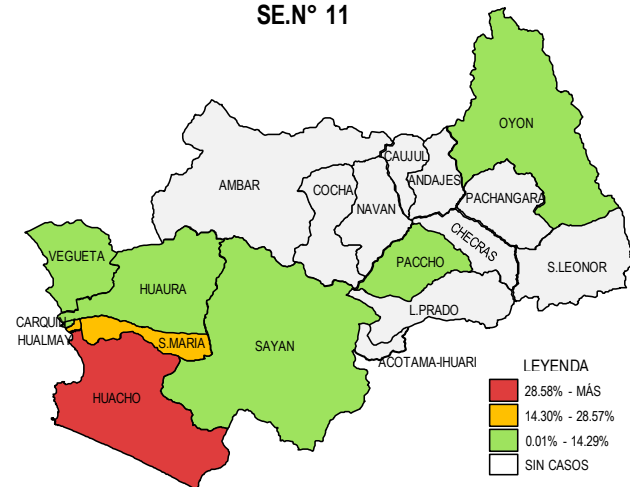 SE.N° 11
OYON
CAUJUL
AMBAR
COCHA
ANDAJES
PACHANGARA
NAVAN
CHECRAS
VEGUETA
PACCHO
S.LEONOR
HUAURA
L.PRADO
CARQUIN
HUALMAY
S.MARIA
SAYAN
ACOTAMA-IHUARI
HUACHO
LEYENDA
28.58% - MÁS
14.30% - 28.57%
0.01% - 14.29%
SIN CASOS